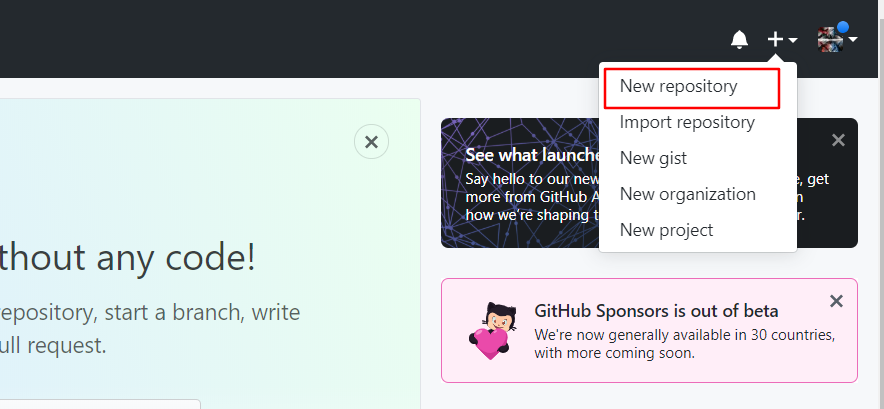 New repository
Import repository
New gist
New organization
New project
See what launche
Say hello to our new
, get
more from GitHub A
how we're shaping t
r.
thout any code!
epository, start a branch, write
ull request.
GitHub Sponsors is out of beta
We're now generally available in 30 countries,
with more coming soon.